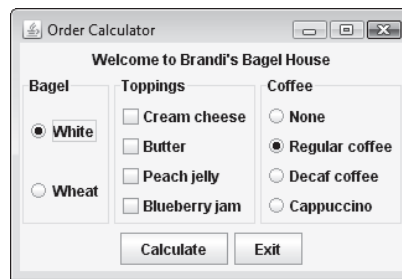 Order Calculator
Welcome to Brandi's Bagel House
Bagel
White
Wheat
Toppings
Cream cheese
Butter
Peach jelly
Blueberry jam
Coffee
None
Regular coffee
Decaf coffee
Cappuccino
Calculate
Exit